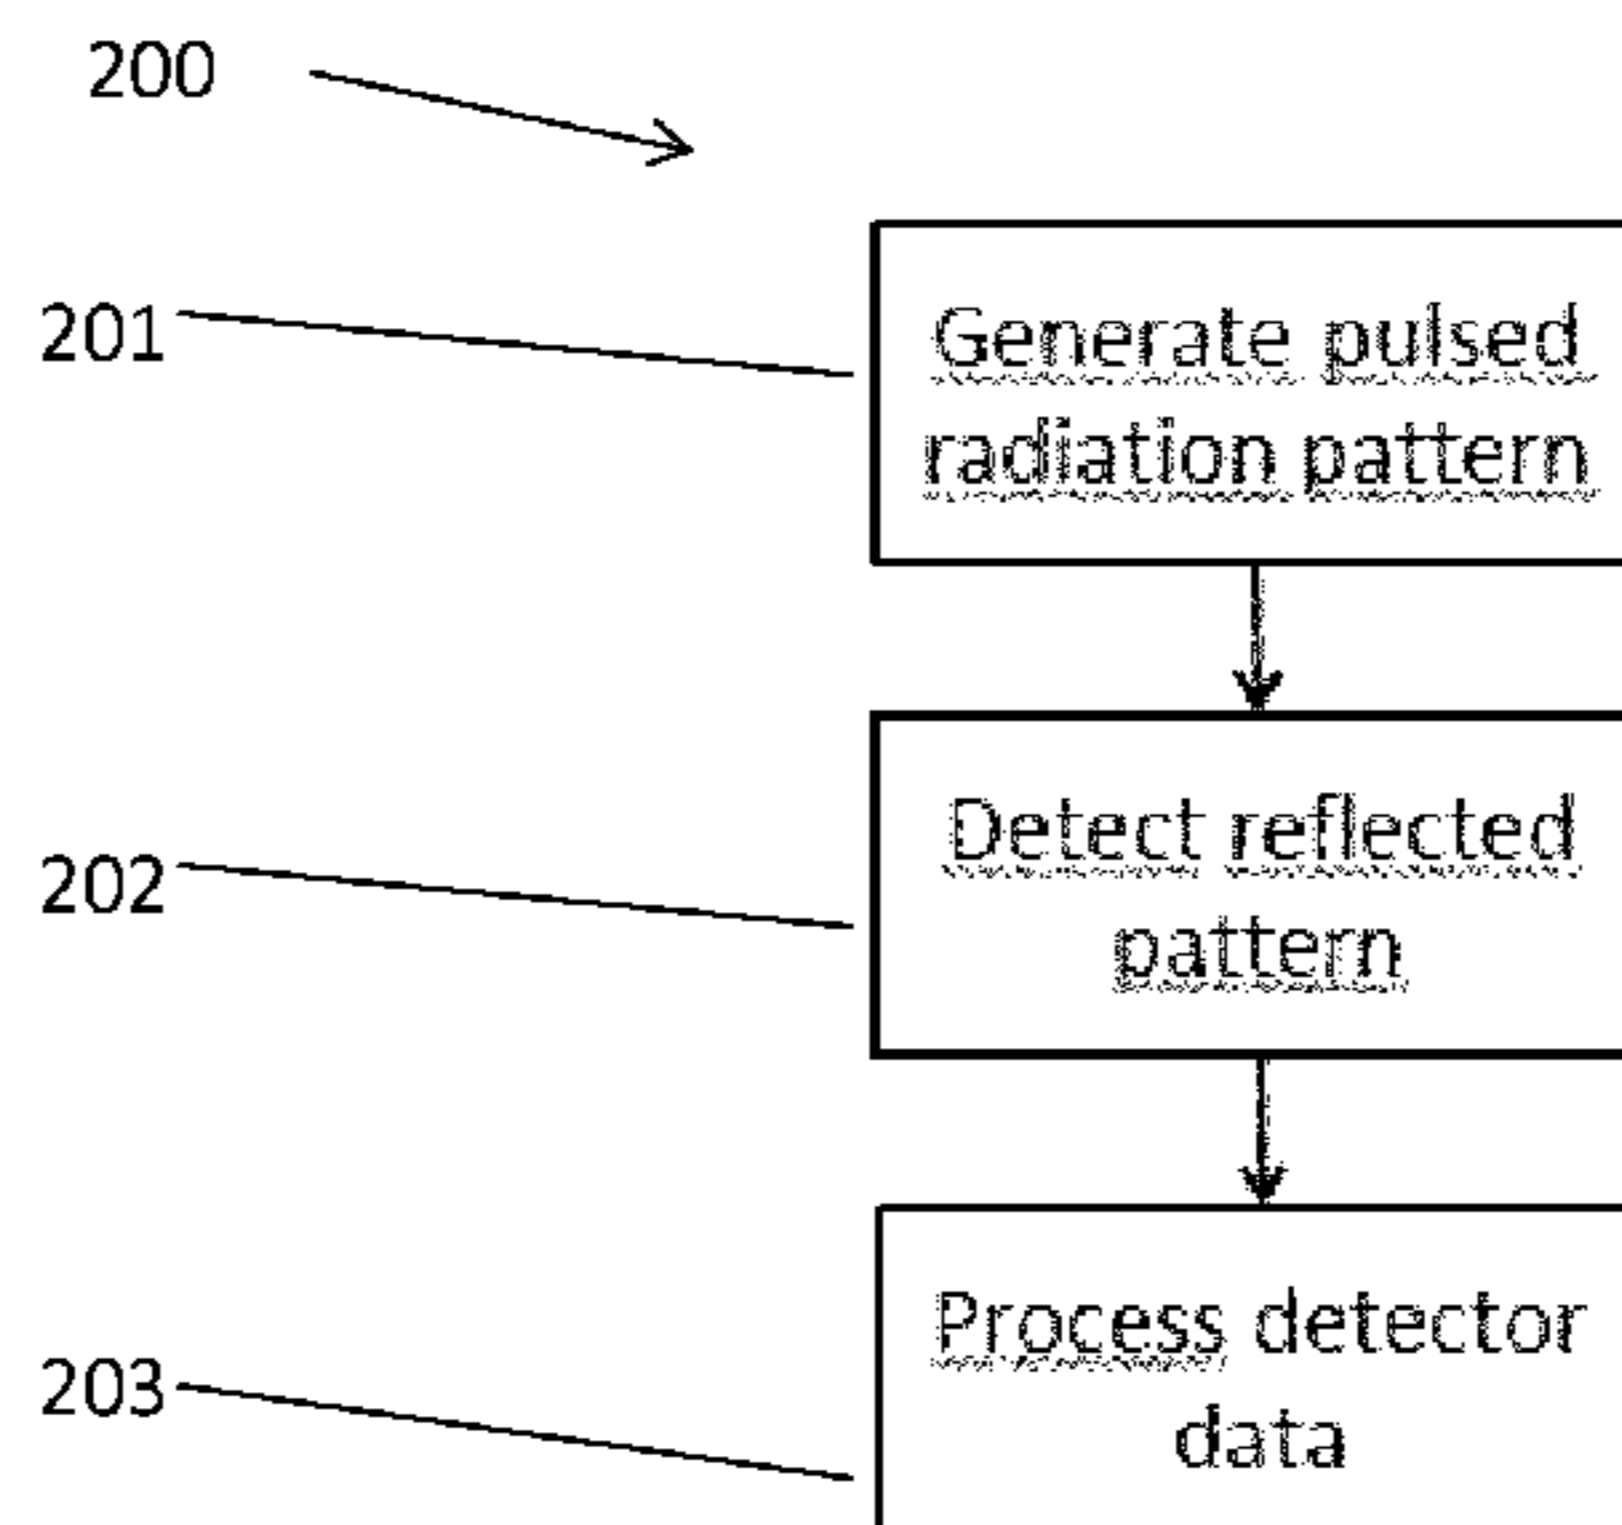 200
201
Generate pulsed
radiation pattern
202
Detect reflected
pattern
203
Process detector
data